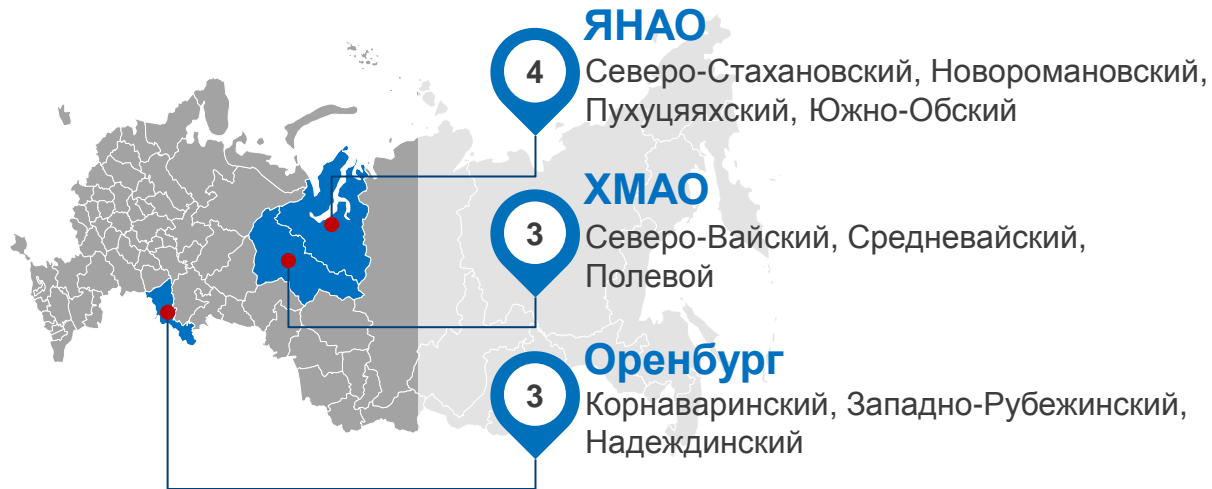 ЯНАО
4
Северо-Стахановский, Новоромановский,
Пухуцяяхский, Южно-Обский
ХМАО
3
Северо-Вайский, Средневайский,
Полевой
Оренбург
3
Корнаваринский, Западно-Рубежинский,
Надеждинский